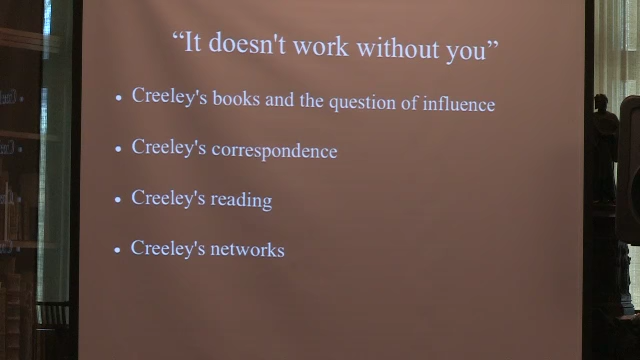 “It doesn't work without you”
• Creeley's books and the question of influence
• Creeley's correspondence
• Creeley's reading
• Creeley's networks